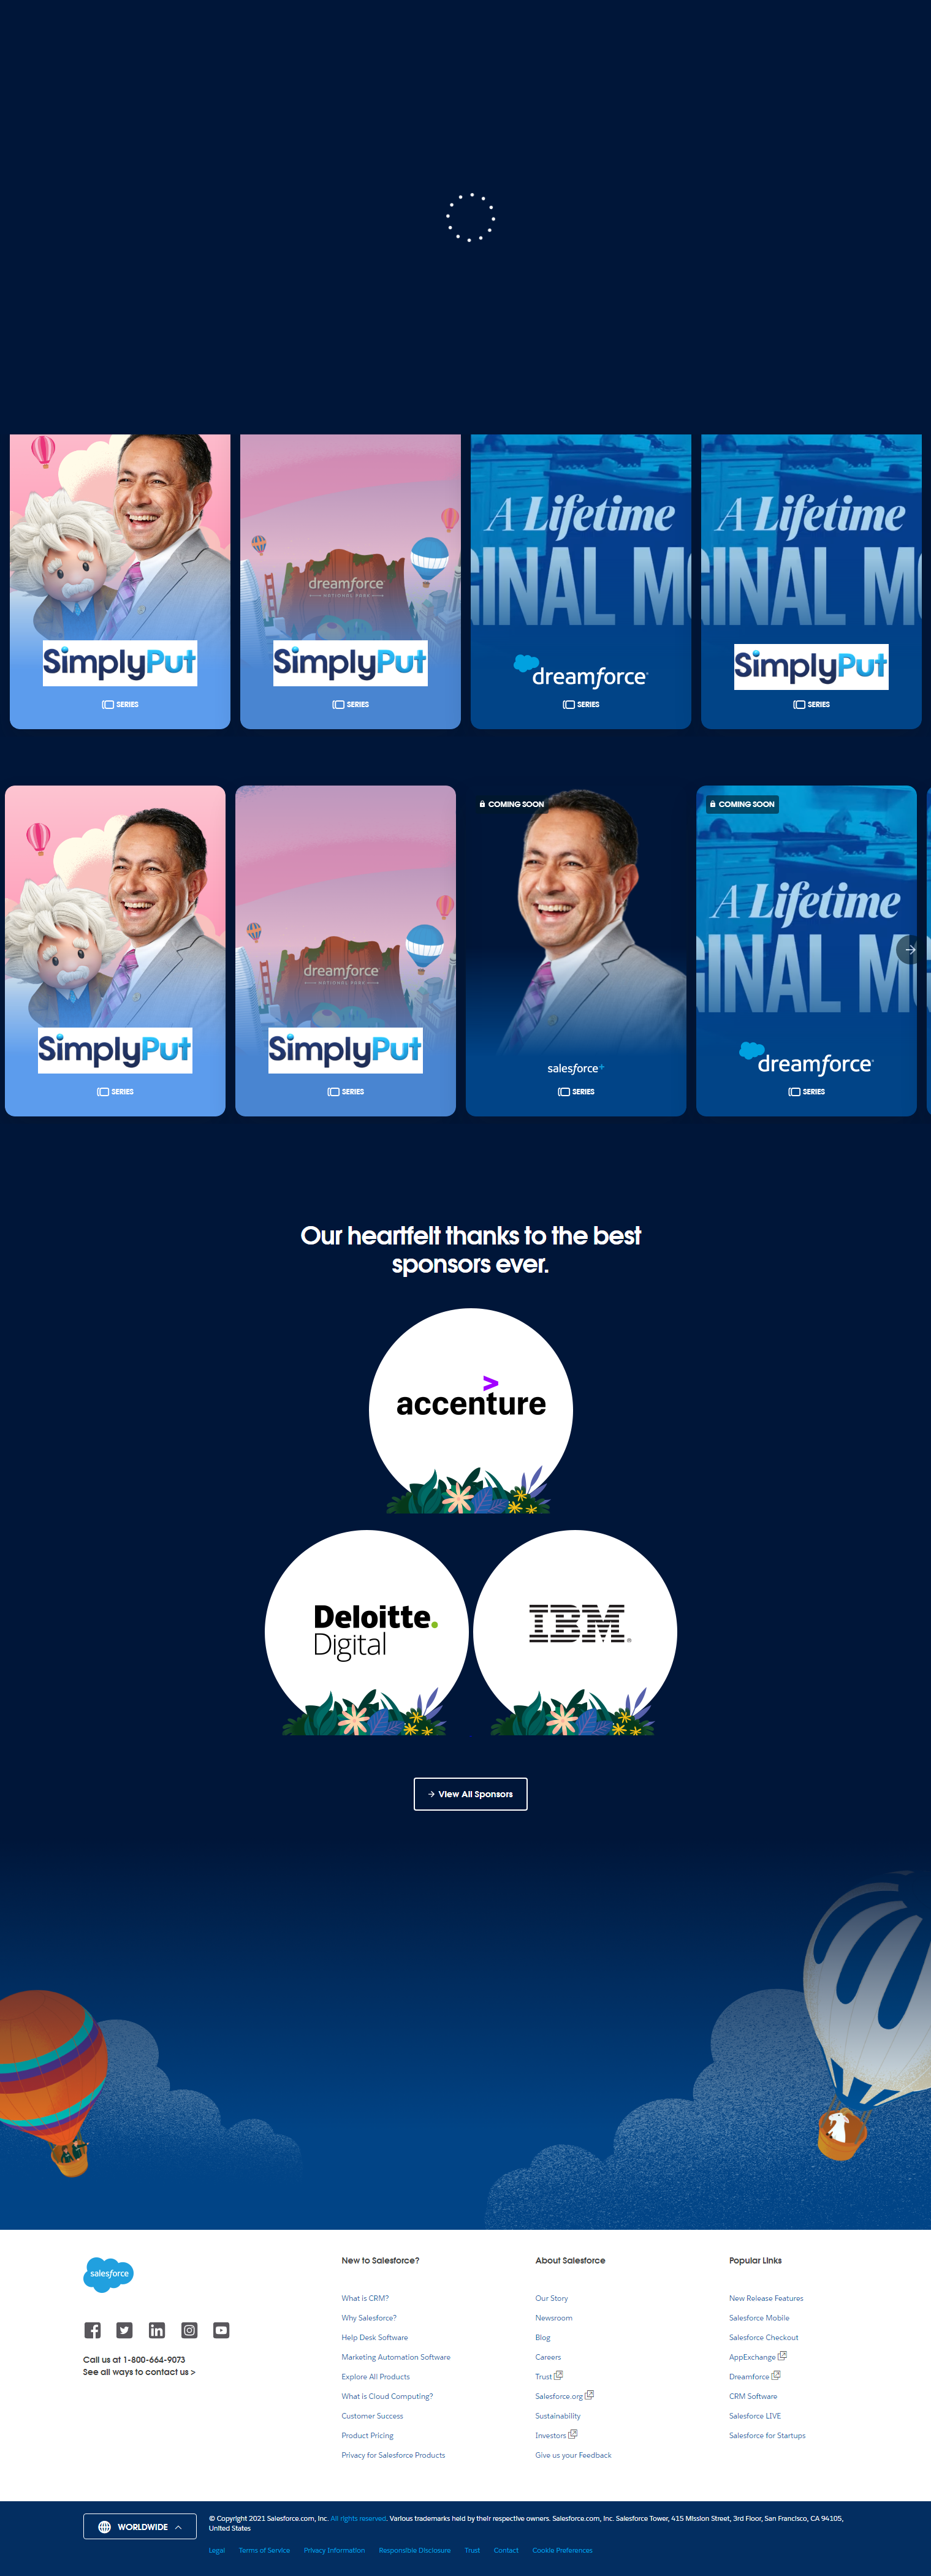 dreamforce
NATIONAL PARK
A Lifetime
INAL M
A Lifetime
INAL M
SimplyPut
SimplyPut
dreamforce
SimplyPut
SERIES
SERIES
SERIES
SERIES
COMING SOON
COMING SOON
A Lifetime
INAL M
dreamforce
NATIONAL PARK
SimplyPut
SimplyPut
salesforce+
dreamforce
SERIES
SERIES
SERIES
SERIES
Our heartfelt thanks to the best
sponsors ever.
accenture
Deloitte.
Digital
IBM
View All Sponsors
salesforce
Call us at 1-800-664-9073
See all ways to contact us >
New to Salesforce?
What is CRM?
Why Salesforce?
Help Desk Software
Marketing Automation Software
Explore All Products
What is Cloud Computing?
Customer Success
Product Pricing
Privacy for Salesforce Products
About Salesforce
Our Story
Newsroom
Blog
Careers
Trust
Salesforce.org
Sustainability
Investors
Give us your Feedback
Popular Links
New Release Features
Salesforce Mobile
Salesforce Checkout
AppExchange
Dreamforce
CRM Software
Salesforce LIVE
Salesforce for Startups
WORLDWIDE
© Copyright 2021 Salesforce.com, inc. All rights reserved. Various trademarks held by their respective owners. Salesforce.com, inc. Salesforce Tower, 415 Mission Street, 3rd Floor, San Francisco, CA 94105,
United States
Legal Terms of Service Privacy Information Responsible Disclosure Trust Contact Cookie Preferences